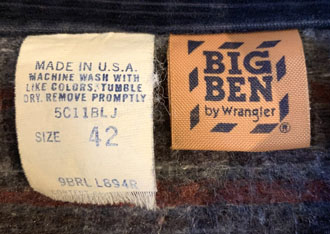 MADE IN U.S.A.
MACHINE WASH WITH
LIKE COLORS. TUMBLE
DRY. REMOVE PROMPTLY
5C11BLJ
SIZE 42
9BRL L694R
BIG
BEN
by Wrangler
®